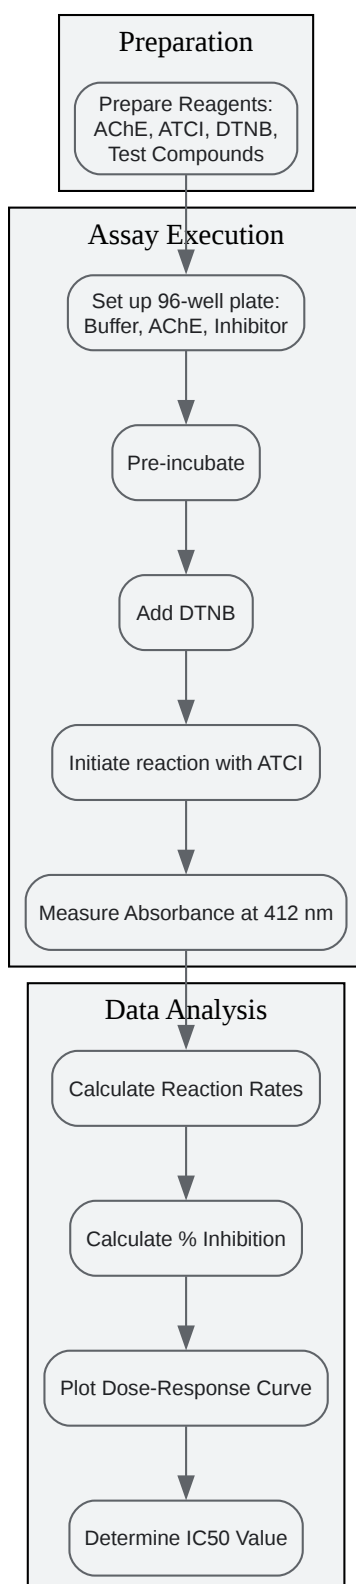 Preparation
Prepare Reagents:
AChE, ATCI, DTNB,
Test Compounds
Assay Execution
Set up 96-well plate:
Buffer, AChE, Inhibitor
Pre-incubate
Add DTNB
Initiate reaction with ATCI
Measure Absorbance at 412 nm
Data Analysis
Calculate Reaction Rates
Calculate % Inhibition
Plot Dose-Response Curve
Determine IC50 Value